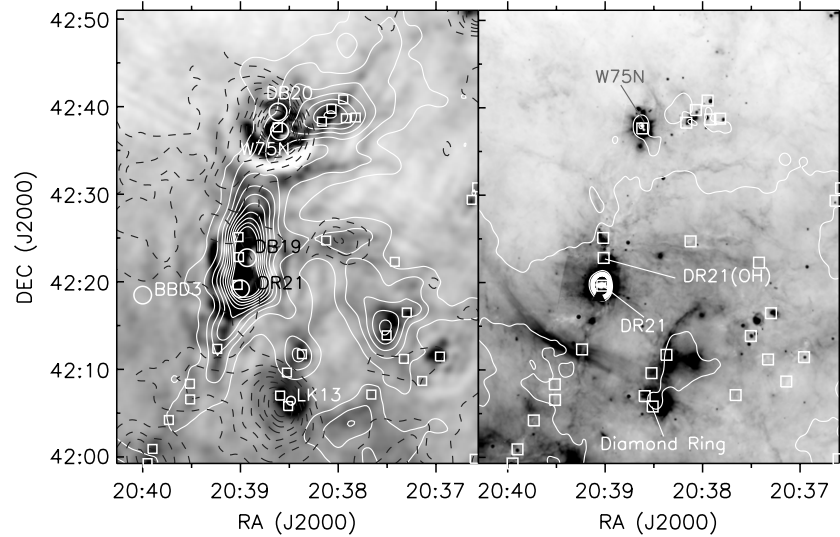 42:50
42:40
42:30
42:20
42:10
42:00
DEC (J2000)
DB20
W75N
DB19
DR21
BBD3
LK13
20:40
20:39
20:38
20:37
RA (J2000)
W75N
DR21(OH)
DR21
Diamond Ring
20:40
20:39
20:38
20:37
RA (J2000)